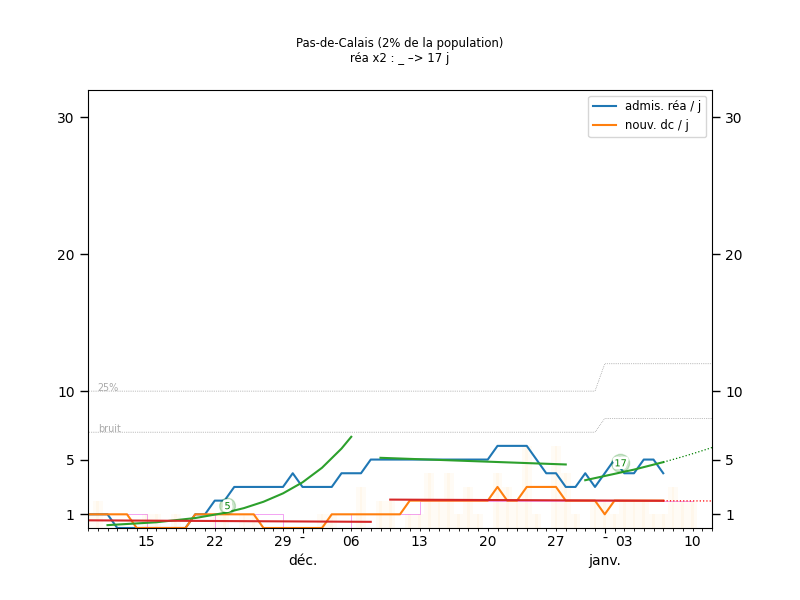 Pas-de-Calais (2% de la population)
réa x2 : _ –> 17 j
admis. réa / j
nouv. dc / j
30 30
20 20
10 10
5 5
1 1
25%
bruit
5
17
15 22 29 - 06 13 20 27 - 03 10
déc. janv.